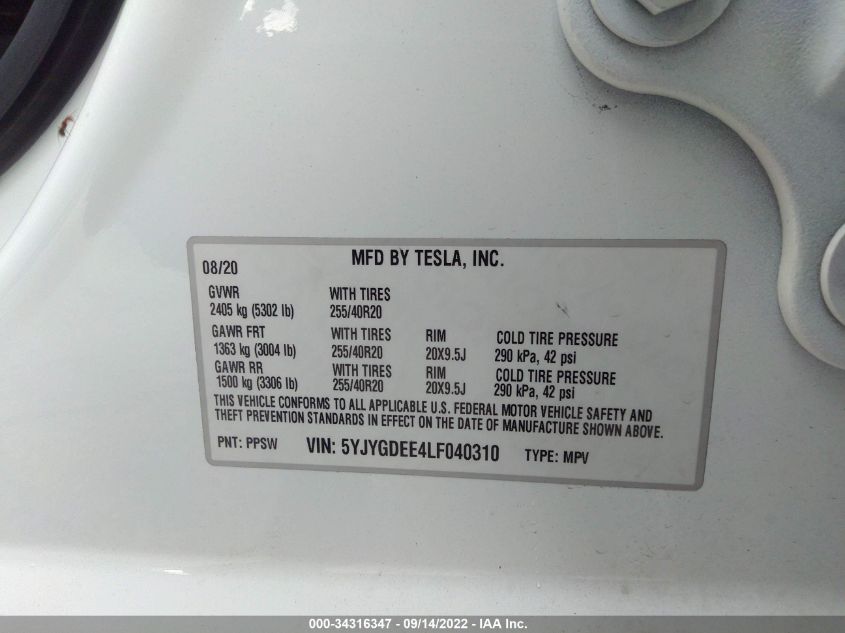 MFD BY TESLA, INC.
08/20
GVWR WITH TIRES
2405 kg (5302 lb) 255/40R20
GAWR FRT WITH TIRES RIM COLD TIRE PRESSURE
1363 kg (3004 lb) 255/40R20 20X9.5J 290 kPa, 42 psi
GAWR RR WITH TIRES RIM COLD TIRE PRESSURE
1500 kg (3306 lb) 255/40R20 20X9.5J 290 kPa, 42 psi
THIS VEHICLE CONFORMS TO ALL APPLICABLE U.S. FEDERAL MOTOR VEHICLE SAFETY AND
THEFT PREVENTION STANDARDS IN EFFECT ON THE DATE OF MANUFACTURE SHOWN ABOVE.
PNT: PPSW VIN: 5YJYGDEE4LF040310 TYPE: MPV
000-34316347 - 09/14/2022 - IAA Inc.